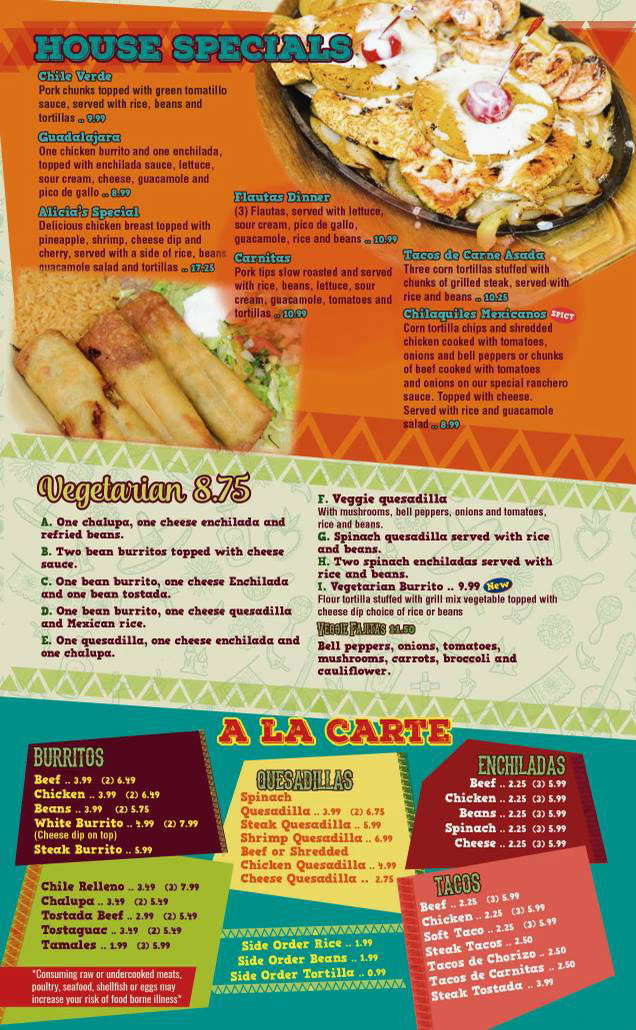 HOUSE SPECIALS
Chile Verde
Pork chunks topped with green tomatillo
sauce, served with rice, beans and
tortillas .. 9.99
Guadalajara
One chicken burrito and one enchilada,
topped with enchilada sauce, lettuce,
sour cream, cheese, guacamole and
pico de gallo .. 8.99
Alicia's Special
Delicious chicken breast topped with
pineapple, shrimp, cheese dip and
cherry, served with a side of rice, beans
guacamole salad and tortillas .. 17.25
Flautas Dinner
(3) Flautas, served with lettuce,
sour cream, pico de gallo,
guacamole, rice and beans .. 10.99
Carnitas
Pork tips slow roasted and served
with rice, beans, lettuce, sour
cream, guacamole, tomatoes and
tortillas .. 10.99
Tacos de Carne Asada
Three corn tortillas stuffed with
chunks of grilled steak, served with
rice and beans .. 10.25
Chilaquiles Mexicanos SPICY
Corn tortilla chips and shredded
chicken cooked with tomatoes,
onions and bell peppers or chunks
of beef cooked with tomatoes
and onions on our special ranchero
sauce. Topped with cheese.
Served with rice and guacamole
salad .. 8.99
Vegetarian 8.75
A. One chalupa, one cheese enchilada and
refried beans.
B. Two bean burritos topped with cheese
sauce.
C. One bean burrito, one cheese Enchilada
and one bean tostada.
D. One bean burrito, one cheese quesadilla
and Mexican rice.
E. One quesadilla, one cheese enchilada and
one chalupa.
F. Veggie quesadilla
With mushrooms, bell peppers, onions and tomatoes,
rice and beans.
G. Spinach quesadilla served with rice
and beans.
H. Two spinach enchiladas served with
rice and beans.
I. Vegetarian Burrito .. 9.99 New
Flour tortilla stuffed with grill mix vegetable topped with
cheese dip choice of rice or beans
VEGGIE FAJITAS 11.50
Bell peppers, onions, tomatoes,
mushrooms, carrots, broccoli and
cauliflower.
A LA CARTE
BURRITOS
Beef .. 3.99 (2) 6.49
Chicken .. 3.99 (2) 6.49
Beans .. 3.99 (2) 5.75
White Burrito .. 4.99 (2) 7.99
(Cheese dip on top)
Steak Burrito .. 5.99
Chile Relleno .. 3.49 (3) 7.99
Chalupa .. 3.49 (2) 5.49
Tostada Beef .. 2.99 (2) 5.49
Tostaguac .. 3.49 (2) 5.49
Tamales .. 1.99 (3) 5.99
*Consuming raw or undercooked meats,
poultry, seafood, shellfish or eggs may
increase your risk of food borne illness*
QUESADILLAS
Spinach
Quesadilla .. 3.99 (2) 6.75
Steak Quesadilla .. 5.99
Shrimp Quesadilla .. 6.99
Beef or Shredded
Chicken Quesadilla .. 4.99
Cheese Quesadilla .. 2.75
Side Order Rice .. 1.99
Side Order Beans .. 1.99
Side Order Tortilla .. 0.99
ENCHILADAS
Beef .. 2.25 (3) 5.99
Chicken .. 2.25 (3) 5.99
Beans .. 2.25 (3) 5.99
Spinach .. 2.25 (3) 5.99
Cheese .. 2.25 (3) 5.99
TACOS
Beef .. 2.25 (3) 5.99
Chicken .. 2.25 (3) 5.99
Soft Taco .. 2.25 (3) 5.99
Steak Tacos .. 2.50
Tacos de Chorizo .. 2.50
Tacos de Carnitas .. 2.50
Steak Tostada .. 3.99